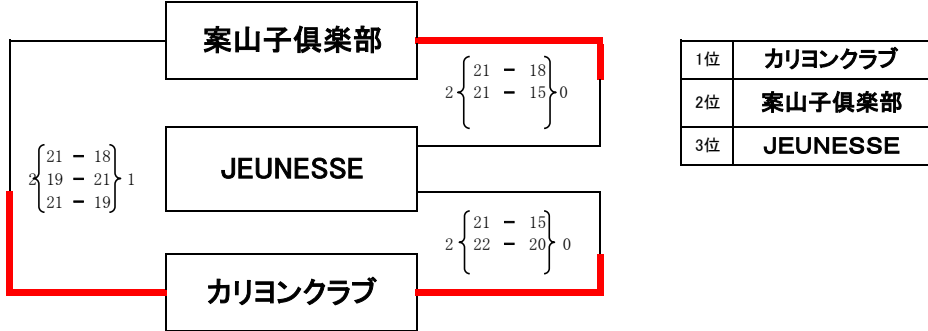 案山子倶楽部
21 － 18
2 21 － 15 0
JEUNESSE
21 － 18
2 19 － 21 1
21 － 19
21 － 15
2 22 － 20 0
カリヨンクラブ
1位 カリヨンクラブ
2位 案山子倶楽部
3位 JEUNESSE